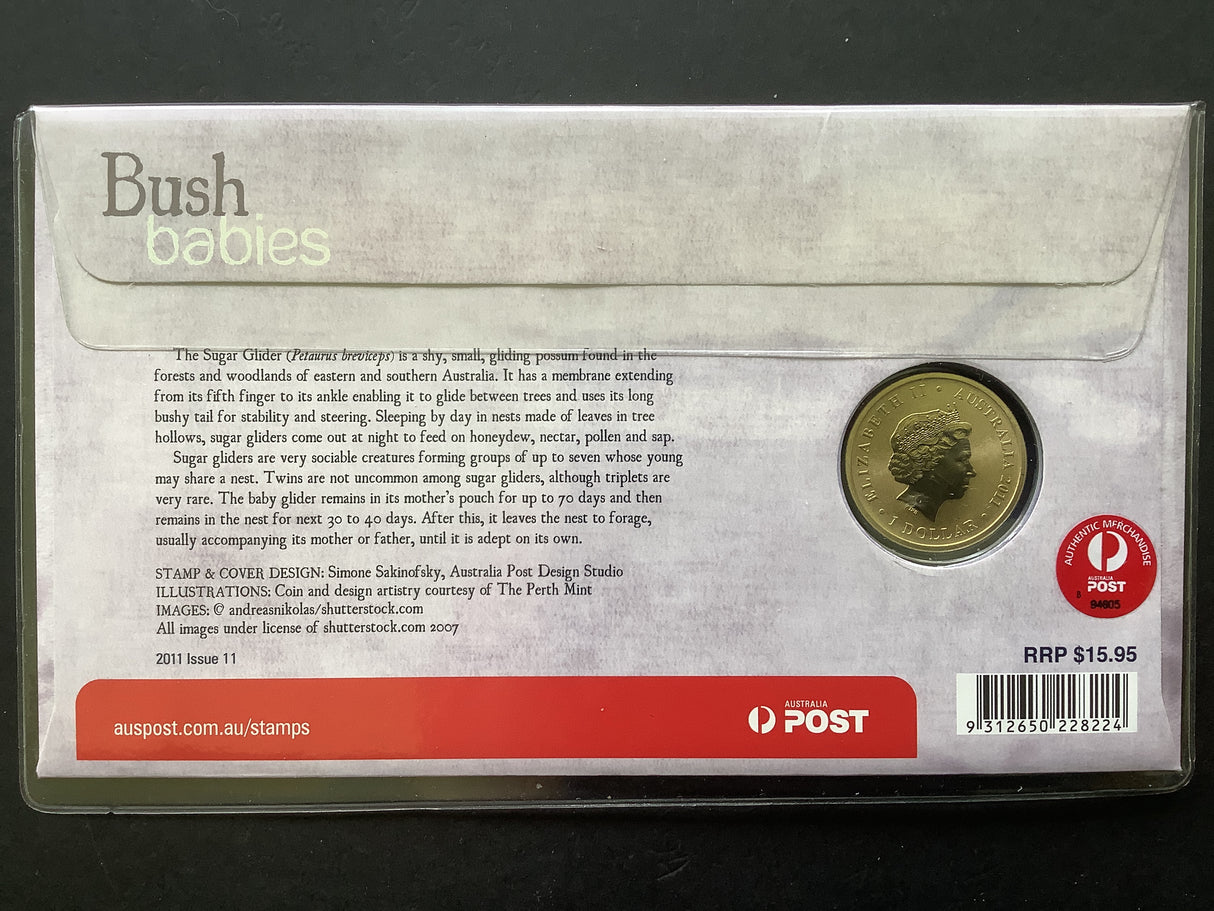 Bush
babies
The Sugar Glider (Petaurus breviceps) is a shy, small, gliding possum found in the
forests and woodlands of eastern and southern Australia. It has a membrane extending
from its fifth finger to its ankle enabling it to glide between trees and uses its long
bushy tail for stability and steering. Sleeping by day in nests made of leaves in tree
hollows, sugar gliders come out at night to feed on honeydew, nectar, pollen and sap.
Sugar gliders are very sociable creatures forming groups of up to seven whose young
may share a nest. Twins are not uncommon among sugar gliders, although triplets are
very rare. The baby glider remains in its mother's pouch for up to 70 days and then
remains in the nest for next 30 to 40 days. After this, it leaves the nest to forage,
usually accompanying its mother or father, until it is adept on its own.
STAMP & COVER DESIGN: Simone Sakinofsky, Australia Post Design Studio
ILLUSTRATIONS: Coin and design artistry courtesy of The Perth Mint
IMAGES: © andreasnikolas/shutterstock.com
All images under license of shutterstock.com 2007
2011 Issue 11
ELIZABETH II • AUSTRALIA 2011 • 1 DOLLAR •
AUTHENTIC MERCHANDISE
AUSTRALIA
POST
8
94605
RRP $15.95
9 312650 228224
auspost.com.au/stamps
AUSTRALIA
POST